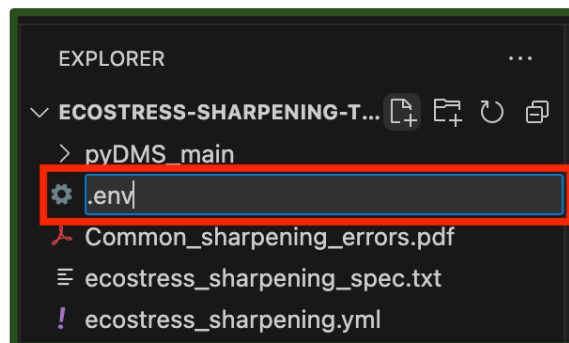 EXPLORER
ECOSTRESS-SHARPENING-T...
pyDMS_main
.env
Common_sharpening_errors.pdf
ecostress_sharpening_spec.txt
ecostress_sharpening.yml